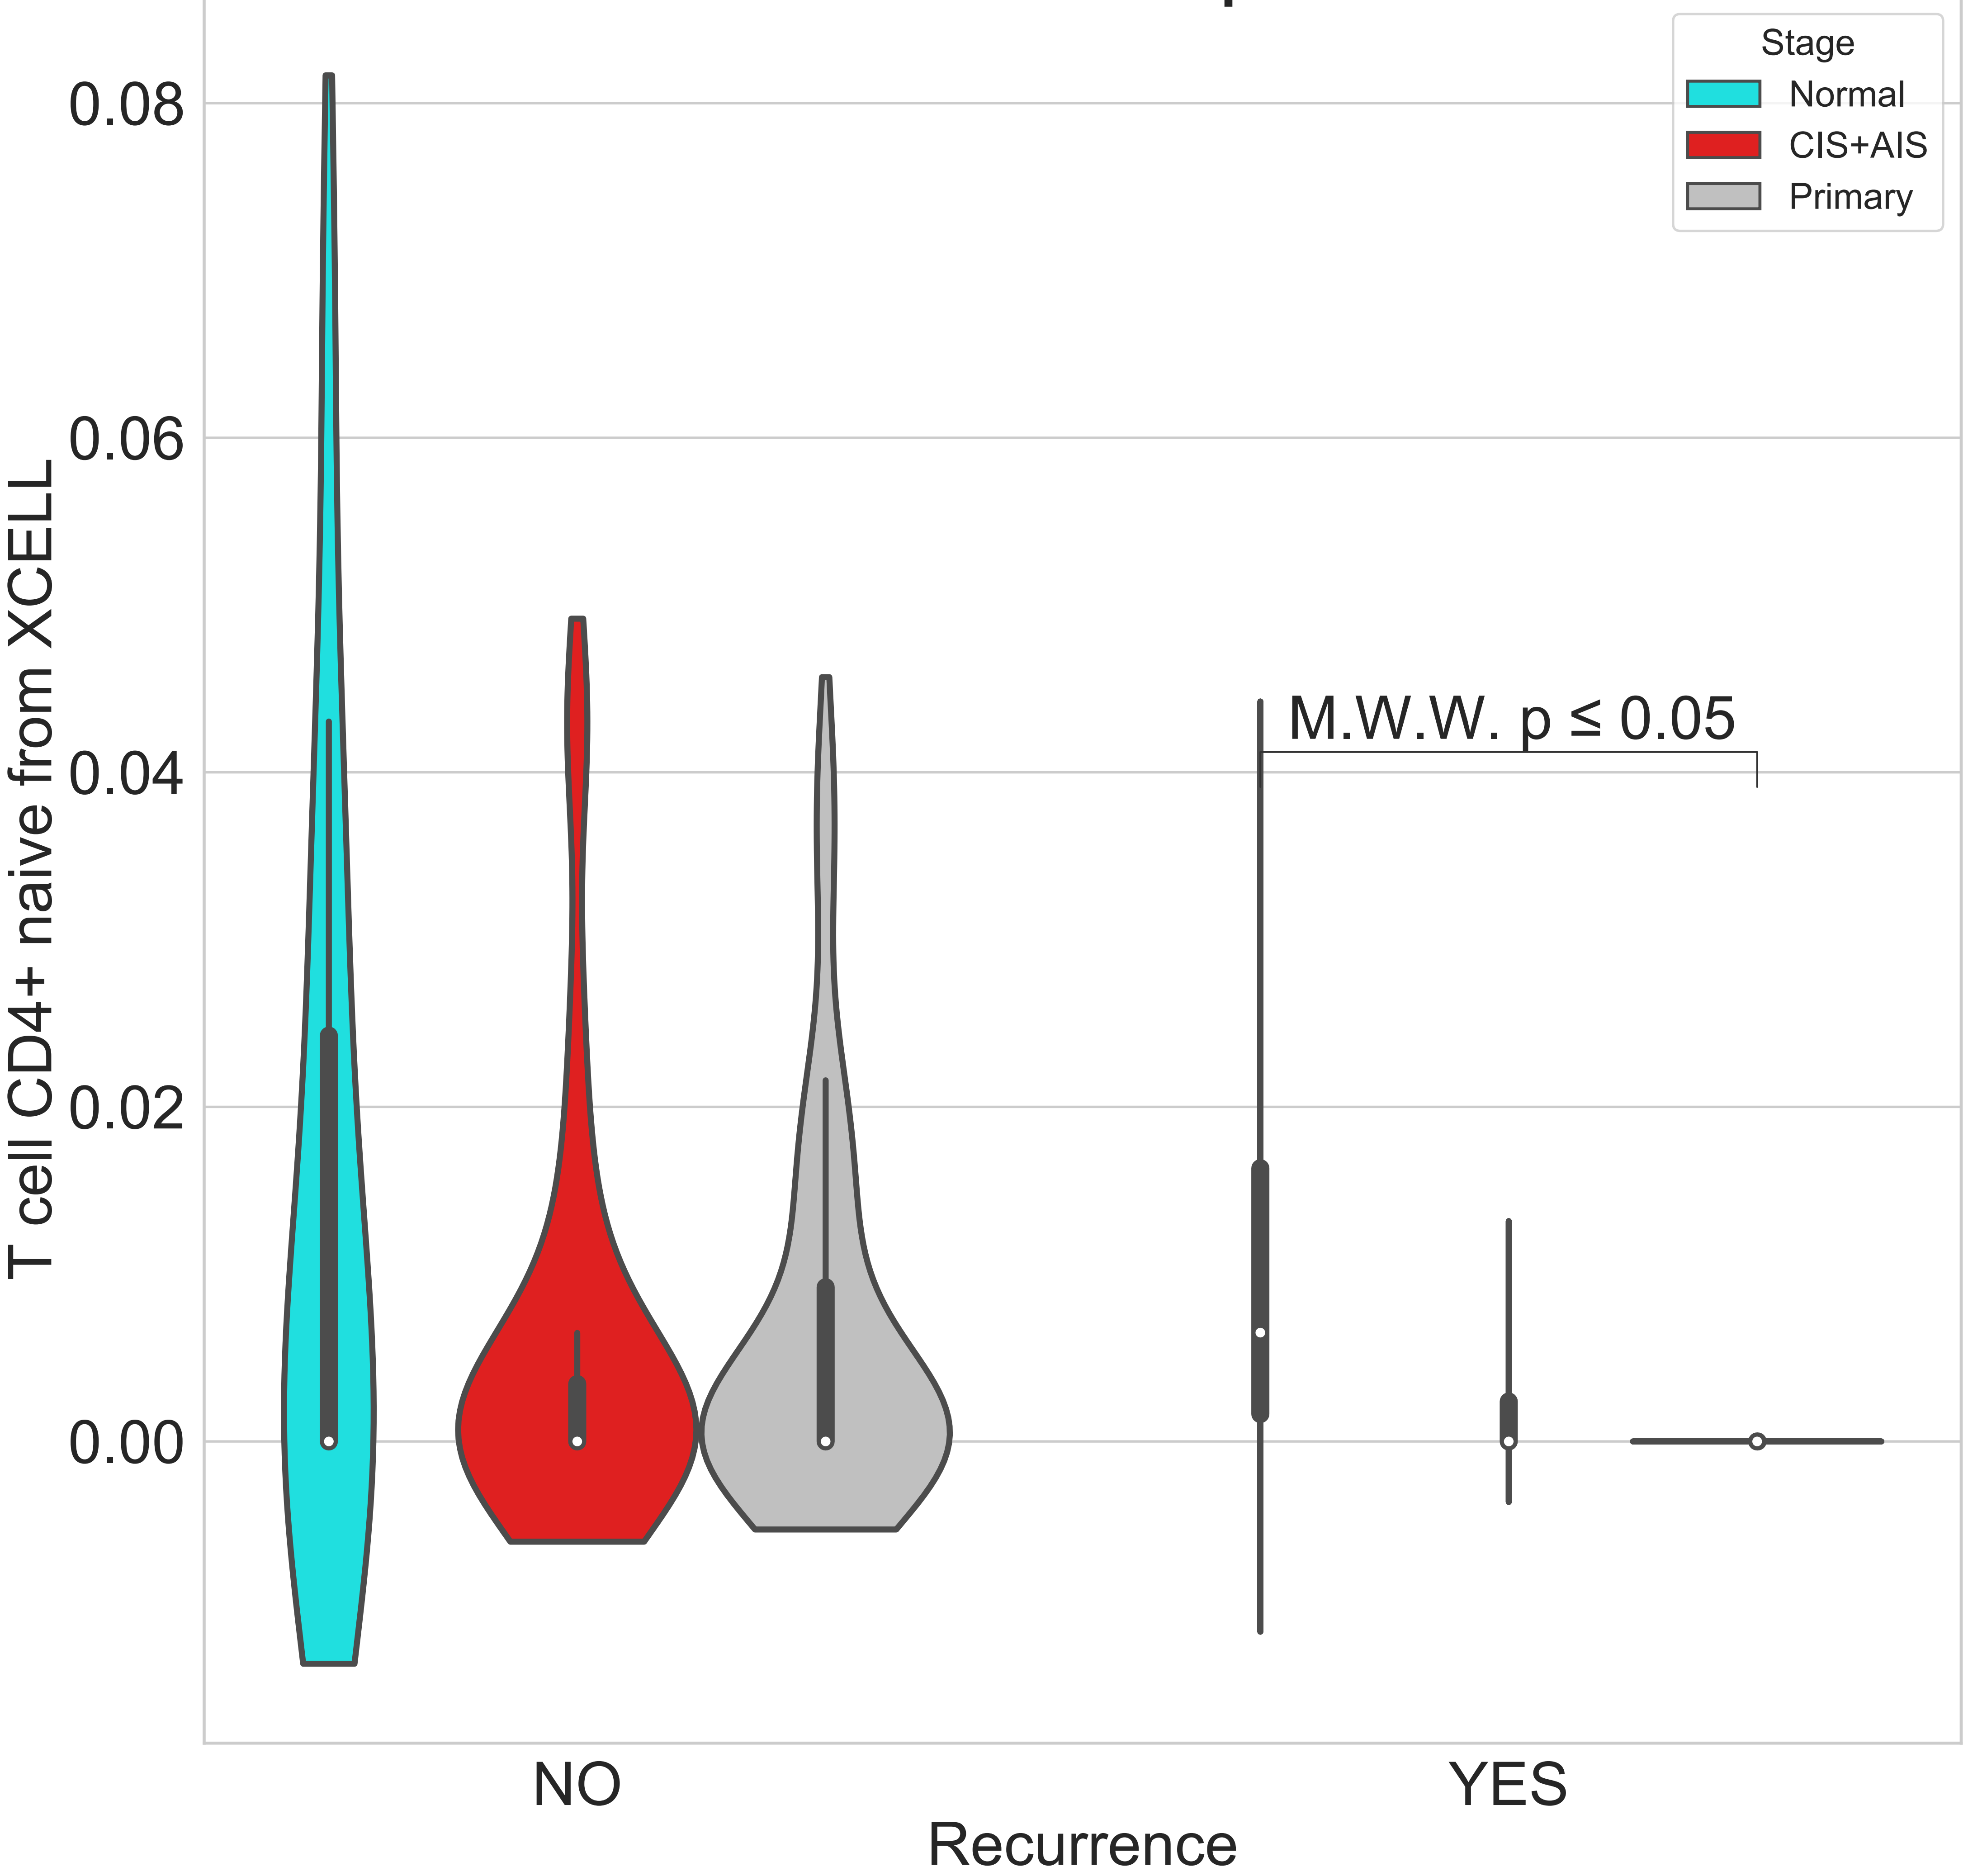 Stage
Normal
CIS+AIS
Primary
0.08
0.06
0.04
0.02
0.00
T cell CD4+ naive from XCELL
M.W.W. p ≤ 0.05
NO
YES
Recurrence